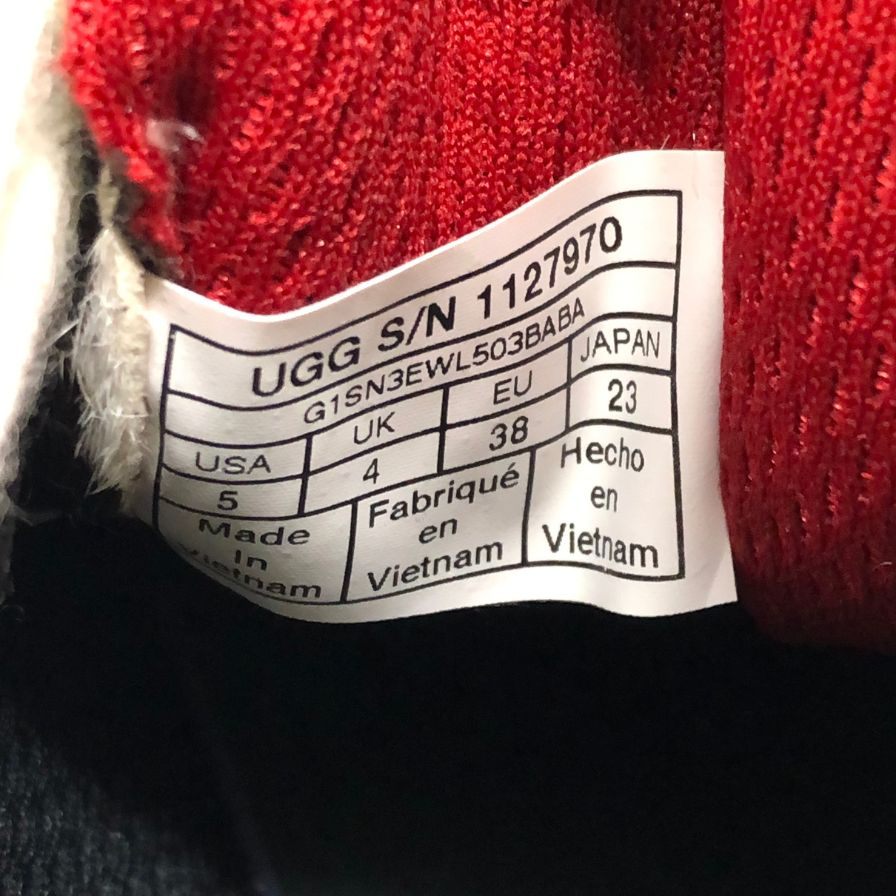 UGG S/N 1127970
G1SN3EWL503BABA
USA UK EU JAPAN
5 4 38 23
Made
In
Vietnam
Fabriqué
en
Vietnam
Hecho
en
Vietnam